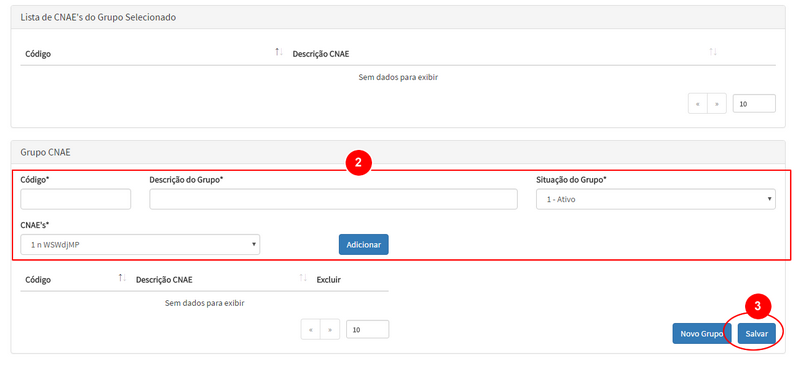 Lista de CNAE's do Grupo Selecionado
Código Descrição CNAE
Sem dados para exibir
« » 10
Grupo CNAE
2
Código* Descrição do Grupo* Situação do Grupo*
1 - Ativo
CNAE's*
1 n WSWdjMP Adicionar
Código Descrição CNAE Excluir
Sem dados para exibir
3
« » 10
Novo Grupo Salvar